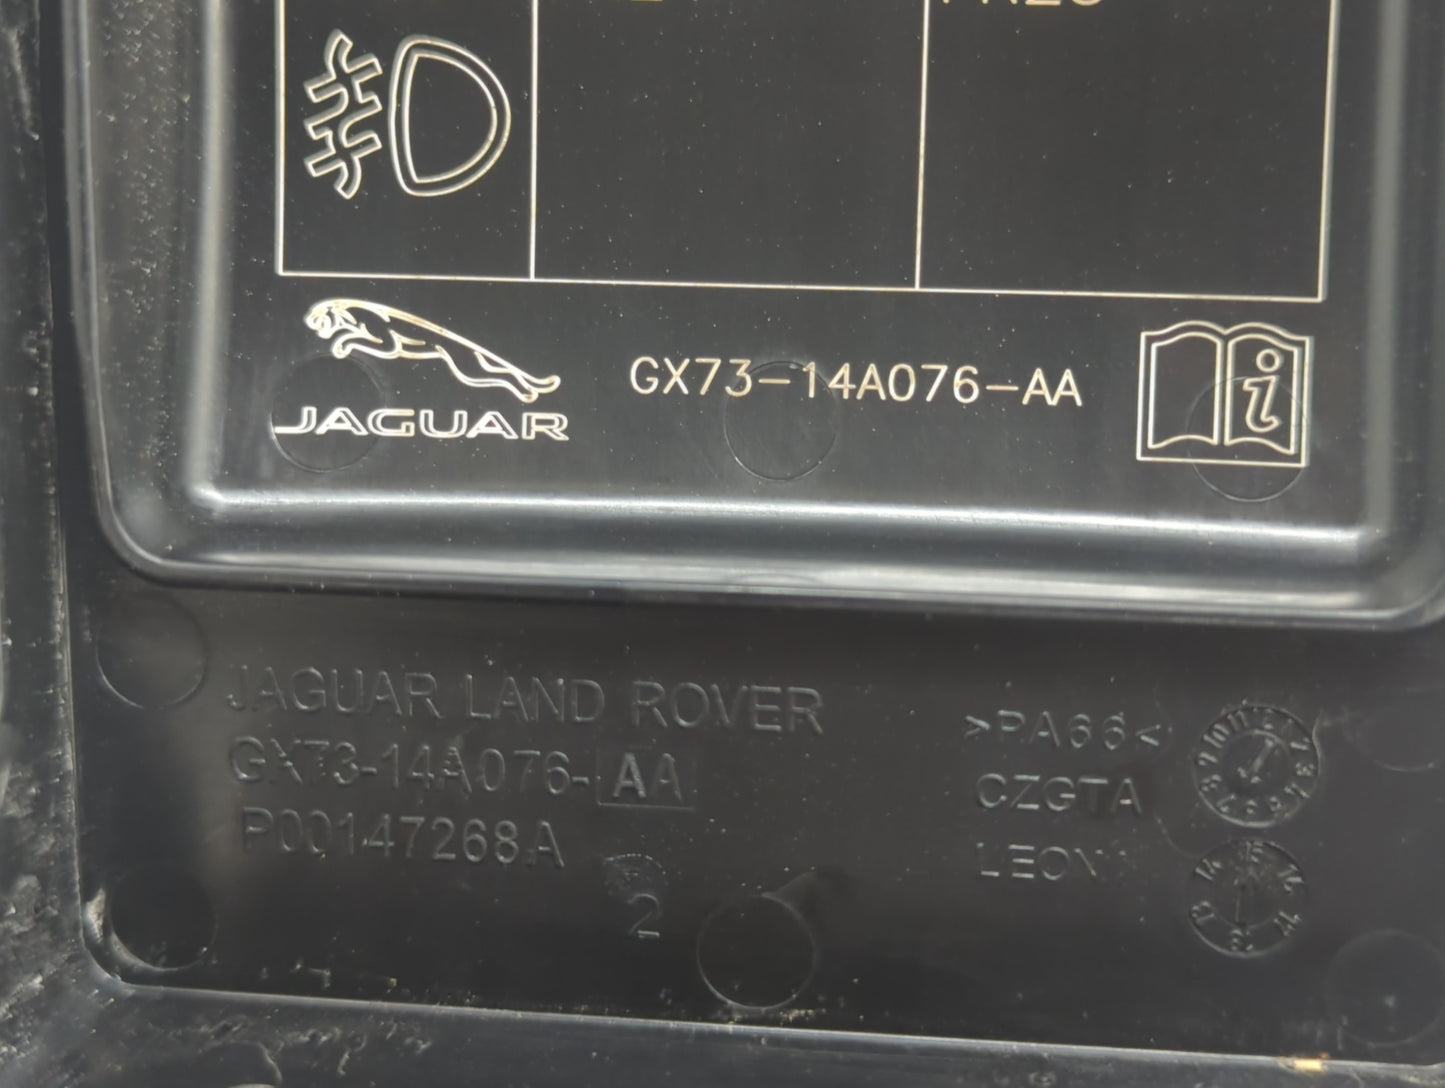 JAGUAR
GX73-14A076-AA
JAGUAR LAND ROVER
GX73-14A076-AA
P00147268A
2
>PA66<
CZGTA